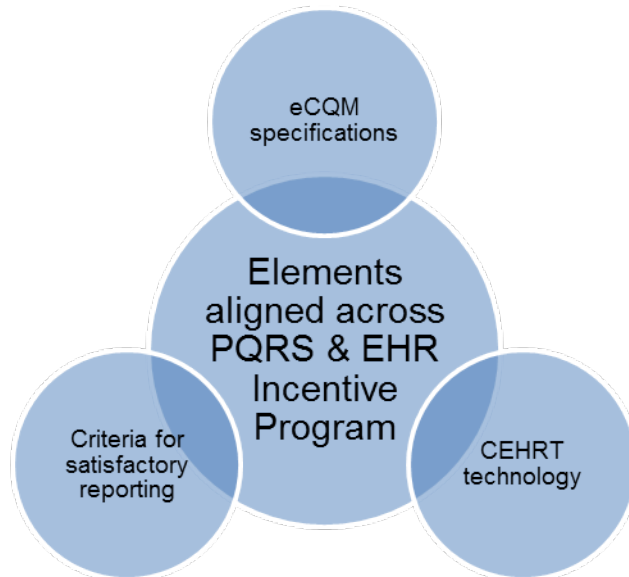 eCQM
specifications
Elements
aligned across
PQRS & EHR
Incentive
Program
Criteria for
satisfactory
reporting
CEHRT
technology